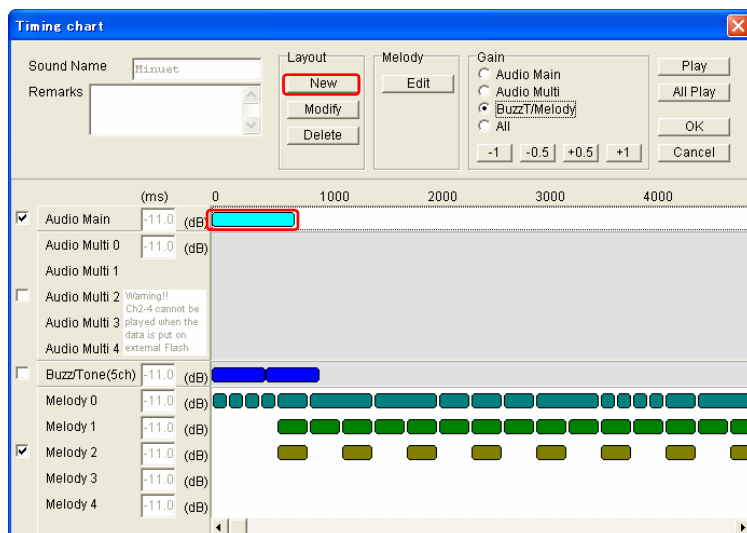 Timing chart
Sound Name Minuet
Remarks
Layout
New
Modify
Delete
Melody
Edit
Gain
Audio Main
Audio Multi
BuzzT/Melody
All
-1 -0.5 +0.5 +1
Play
All Play
OK
Cancel
(ms) 0 1000 2000 3000 4000
Audio Main -11.0 (dB)
Audio Multi 0 -11.0 (dB)
Audio Multi 1
Audio Multi 2
Audio Multi 3
Audio Multi 4
Warning!!
Ch2-4 cannot be
played when the
data is put on
external Flash
Buzz/Tone(5ch) -11.0 (dB)
Melody 0 -11.0 (dB)
Melody 1 -11.0 (dB)
Melody 2 -11.0 (dB)
Melody 3 -11.0 (dB)
Melody 4 -11.0 (dB)